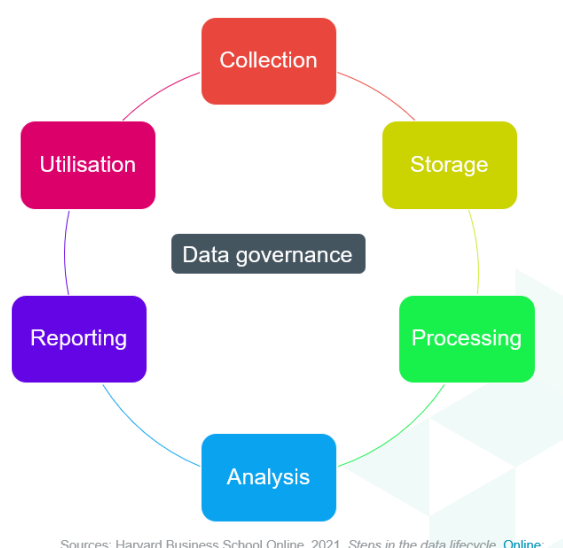 Collection
Utilisation
Storage
Data governance
Reporting
Processing
Analysis
Sources: Harvard Business School Online, 2021, Steps in the data lifecycle, Online: